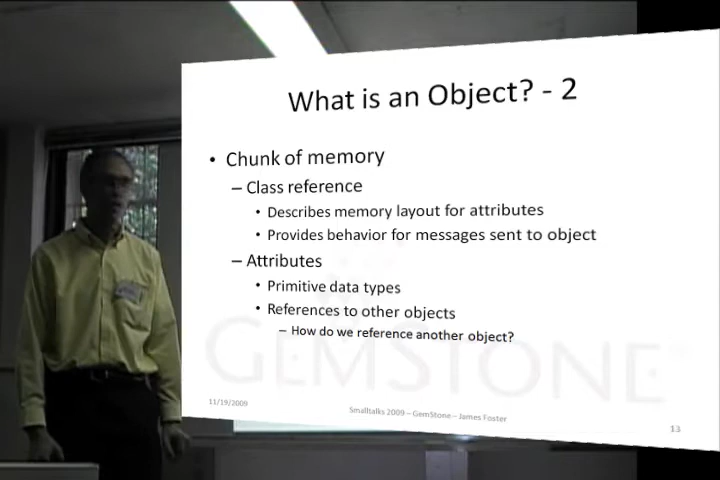 What is an Object? - 2
• Chunk of memory
– Class reference
• Describes memory layout for attributes
• Provides behavior for messages sent to object
– Attributes
• Primitive data types
• References to other objects
– How do we reference another object?
GEMSTONE
11/19/2009
Smalltalks 2009 – GemStone – James Foster
13